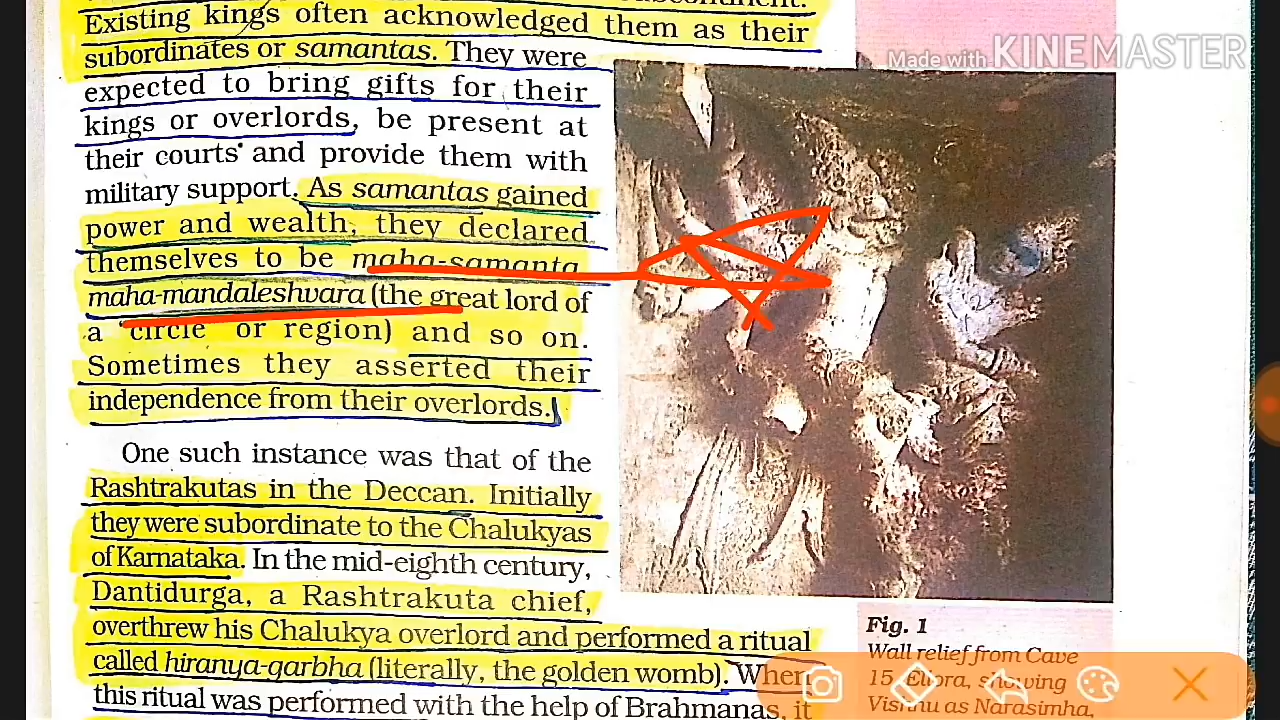 Existing kings often acknowledged them as their
subordinates or samantas. They were
expected to bring gifts for their
kings or overlords, be present at
their courts and provide them with
military support. As samantas gained
power and wealth, they declared
themselves to be maha-samanta,
maha-mandaleshvara (the great lord of
a circle or region) and so on.
Sometimes they asserted their
independence from their overlords.
One such instance was that of the
Rashtrakutas in the Deccan. Initially
they were subordinate to the Chalukyas
of Karnataka. In the mid-eighth century,
Dantidurga, a Rashtrakuta chief,
overthrew his Chalukya overlord and performed a ritual
called hiranya-garbha (literally, the golden womb). When
this ritual was performed with the help of Brahmanas, it
Made with KINEMASTER
Fig. 1
Wall relief from Cave
15, Ellora, showing
Vishnu as Narasimha,